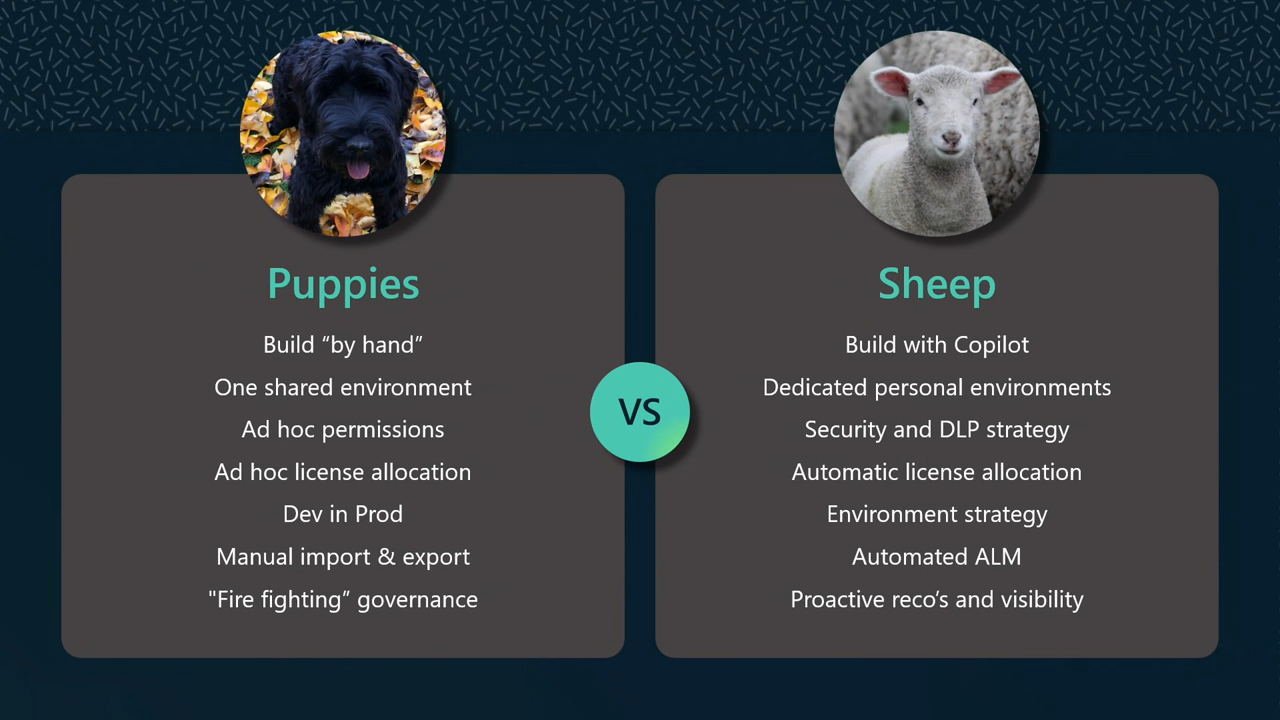 Puppies
Build “by hand”
One shared environment
Ad hoc permissions
Ad hoc license allocation
Dev in Prod
Manual import & export
"Fire fighting” governance
VS
Sheep
Build with Copilot
Dedicated personal environments
Security and DLP strategy
Automatic license allocation
Environment strategy
Automated ALM
Proactive reco’s and visibility